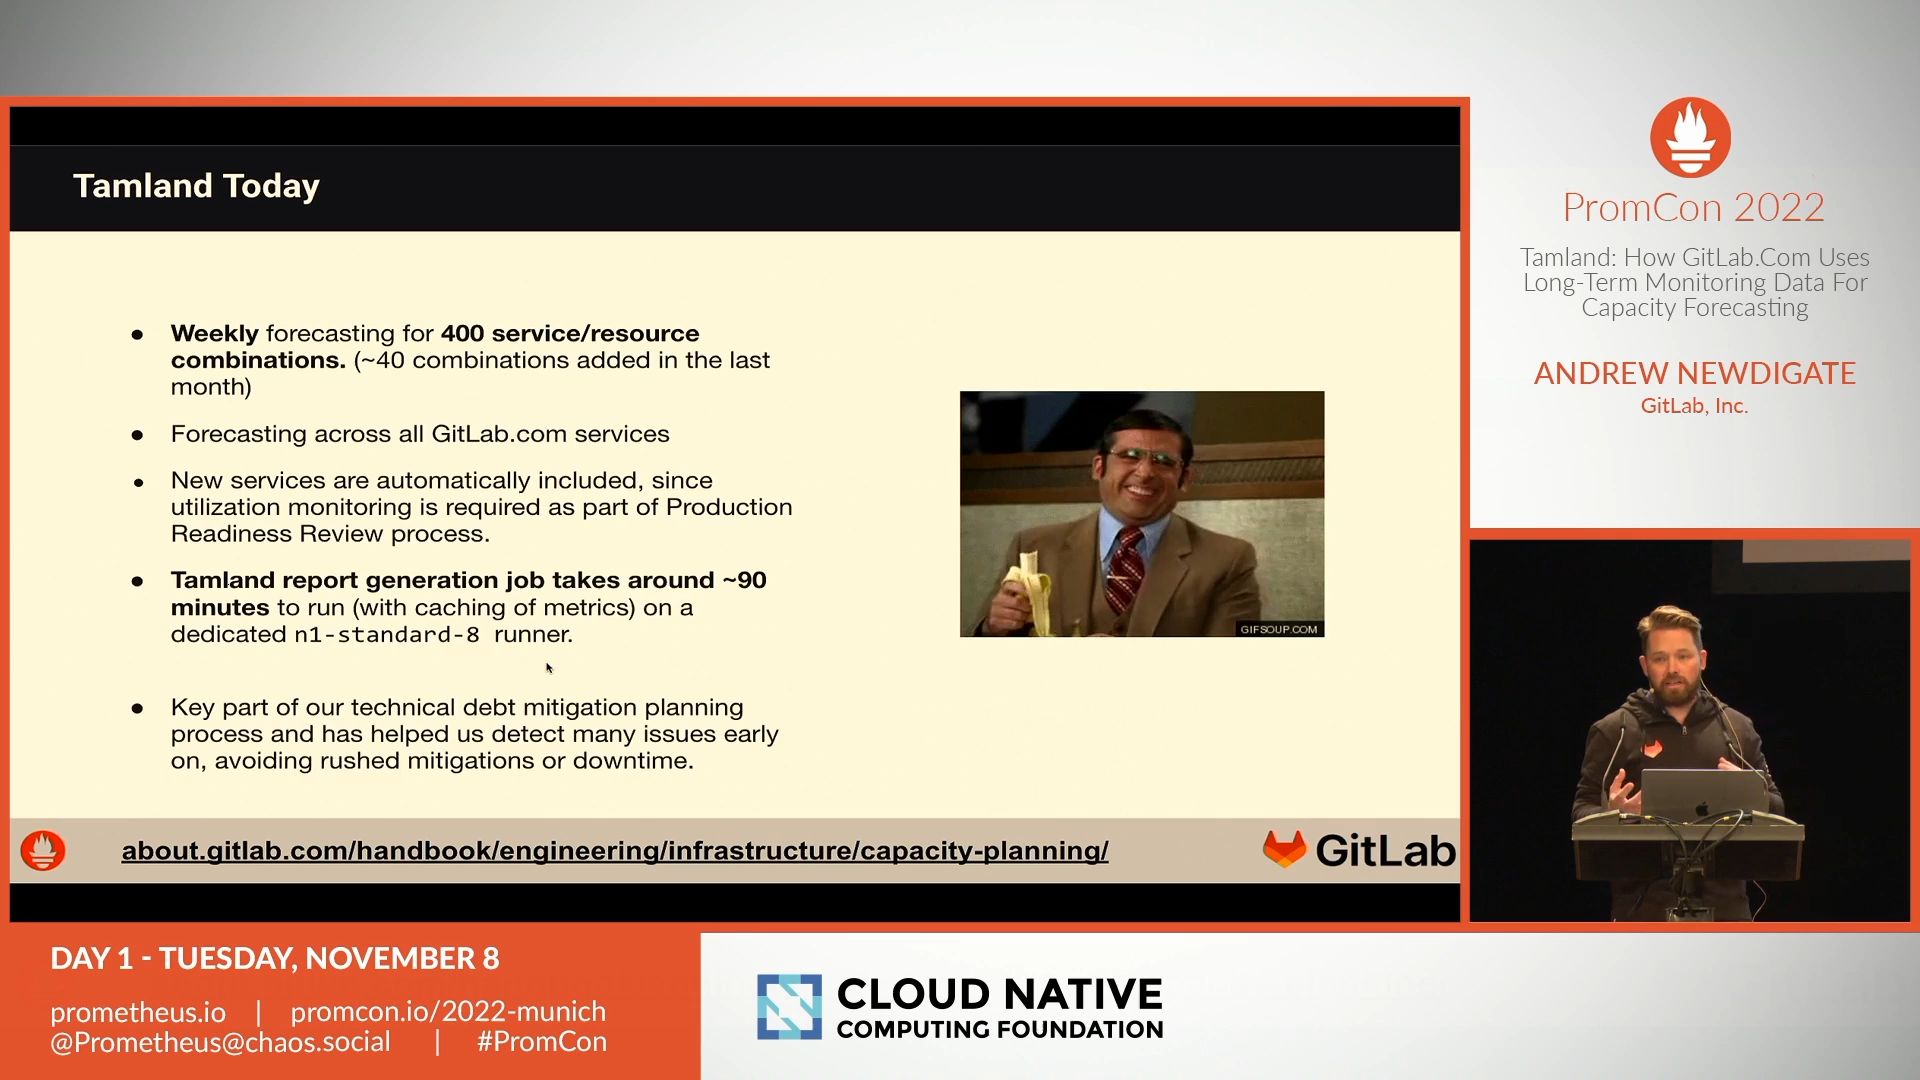 Tamland Today
● Weekly forecasting for 400 service/resource
combinations. (~40 combinations added in the last
month)
● Forecasting across all GitLab.com services
● New services are automatically included, since
utilization monitoring is required as part of Production
Readiness Review process.
● Tamland report generation job takes around ~90
minutes to run (with caching of metrics) on a
dedicated n1-standard-8 runner.
● Key part of our technical debt mitigation planning
process and has helped us detect many issues early
on, avoiding rushed mitigations or downtime.
GIFSOUP.COM
about.gitlab.com/handbook/engineering/infrastructure/capacity-planning/
GitLab
PromCon 2022
Tamland: How GitLab.Com Uses
Long-Term Monitoring Data For
Capacity Forecasting
ANDREW NEWDIGATE
GitLab, Inc.
DAY 1 - TUESDAY, NOVEMBER 8
prometheus.io | promcon.io/2022-munich
@Prometheus@chaos.social | #PromCon
CLOUD NATIVE
COMPUTING FOUNDATION